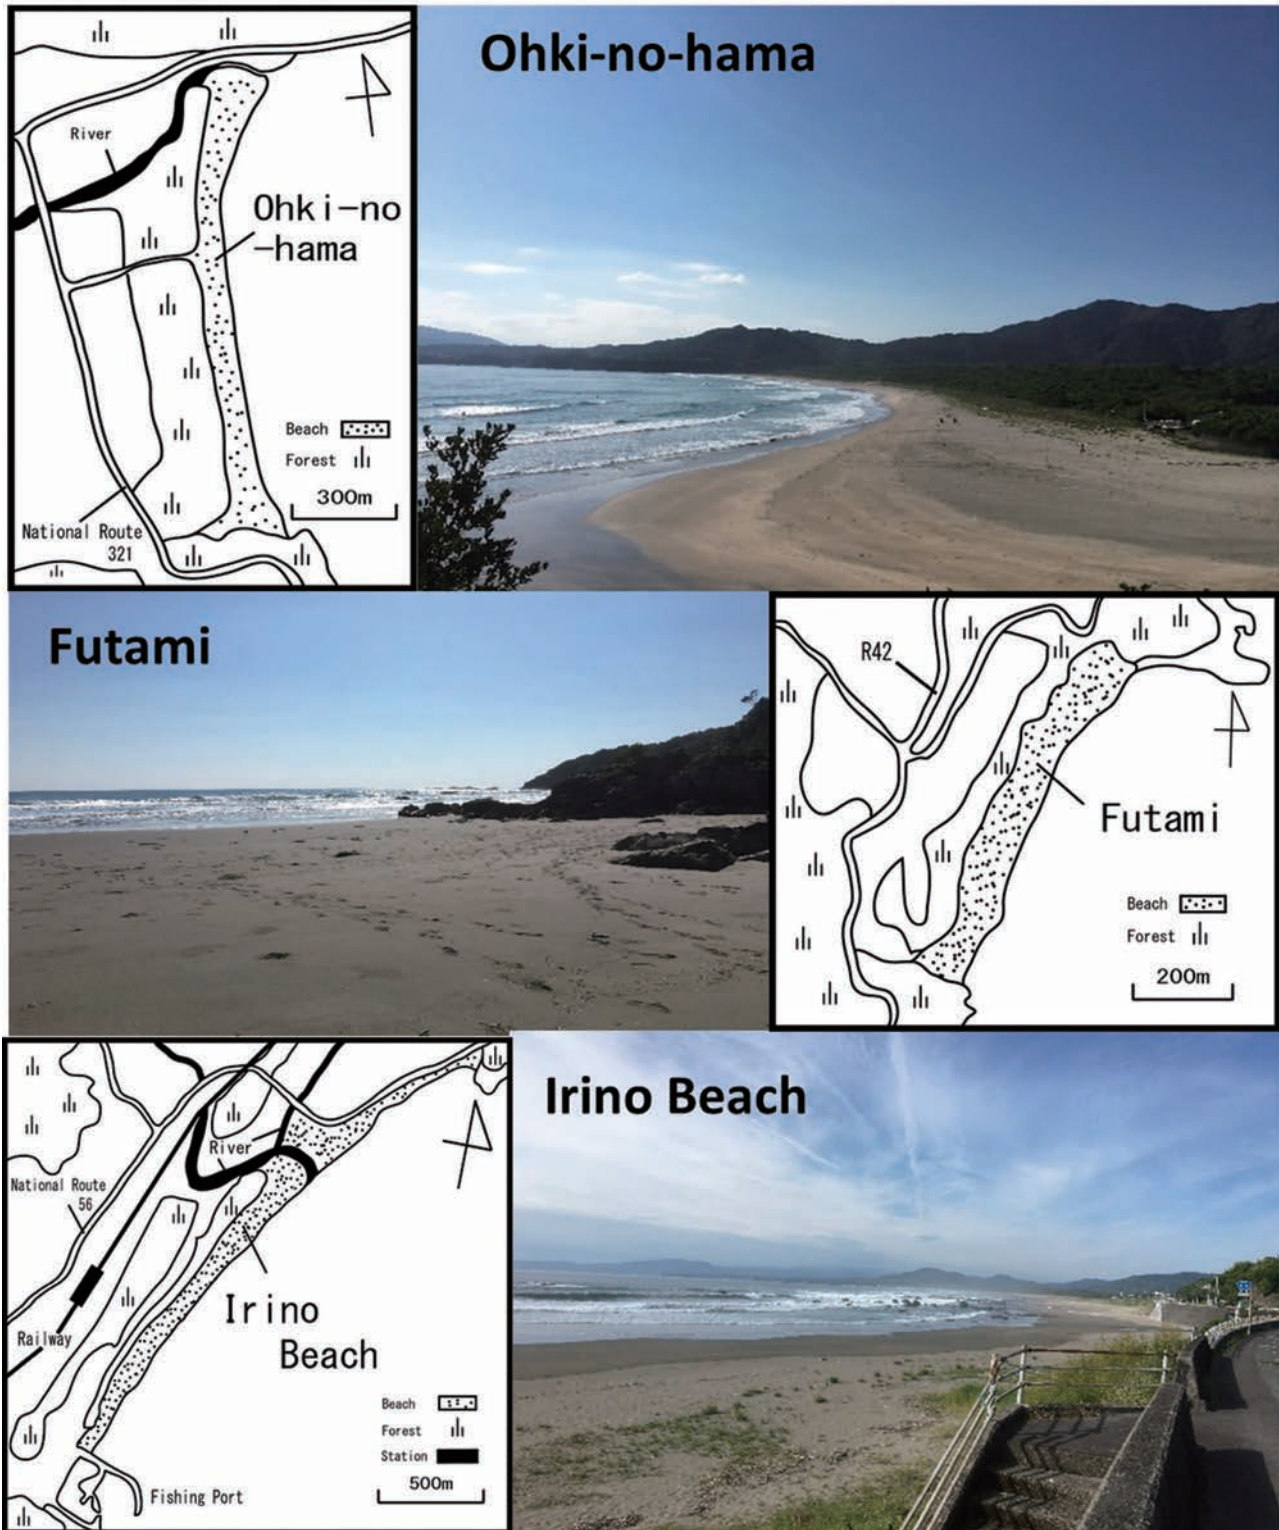 Ohki-no-hama
River
Ohki-no
-hama
Beach
Forest
300m
National Route
321
Futami
R42
Futami
Beach
Forest
200m
Irino Beach
River
National Route
56
Irino
Beach
Railway
Beach
Forest
Station
500m
Fishing Port